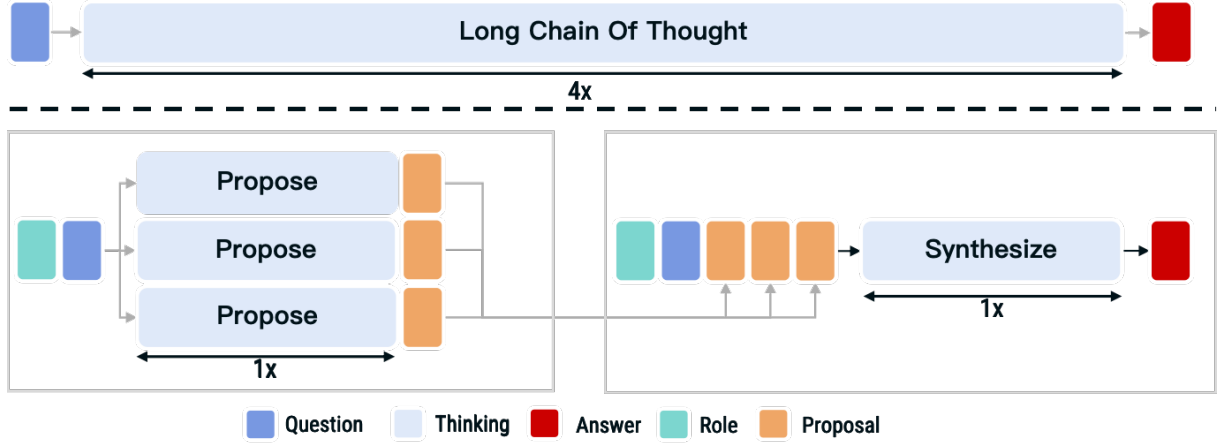 Long Chain Of Thought
4x
Propose
Propose
Propose
1x
Synthesize
1x
Question
Thinking
Answer
Role
Proposal